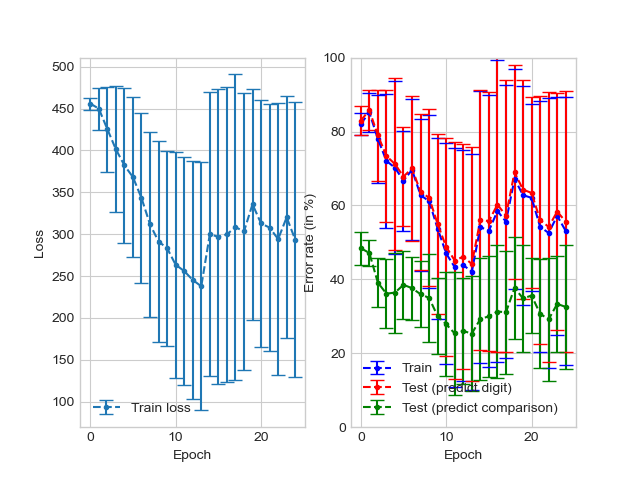 500
450
400
350
300
250
200
150
100
0
10
20
Loss
Epoch
Train loss
100
80
60
40
20
0
0
10
20
Error rate (in %)
Epoch
Train
Test (predict digit)
Test (predict comparison)